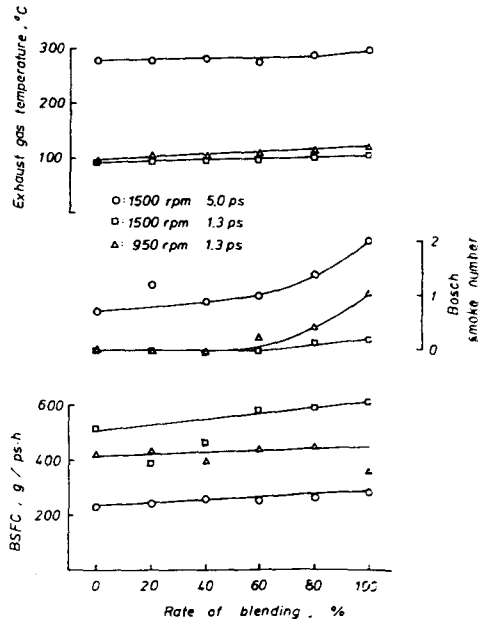 Exhaust gas temperature, °C
300
200
100
○: 1500 rpm 5.0 ps
□: 1500 rpm 1.3 ps
△: 950 rpm 1.3 ps
2
1
0
Bosch
smoke number
BSFC, g/ps·h
600
400
200
0 20 40 60 80 100
Rate of blending, %